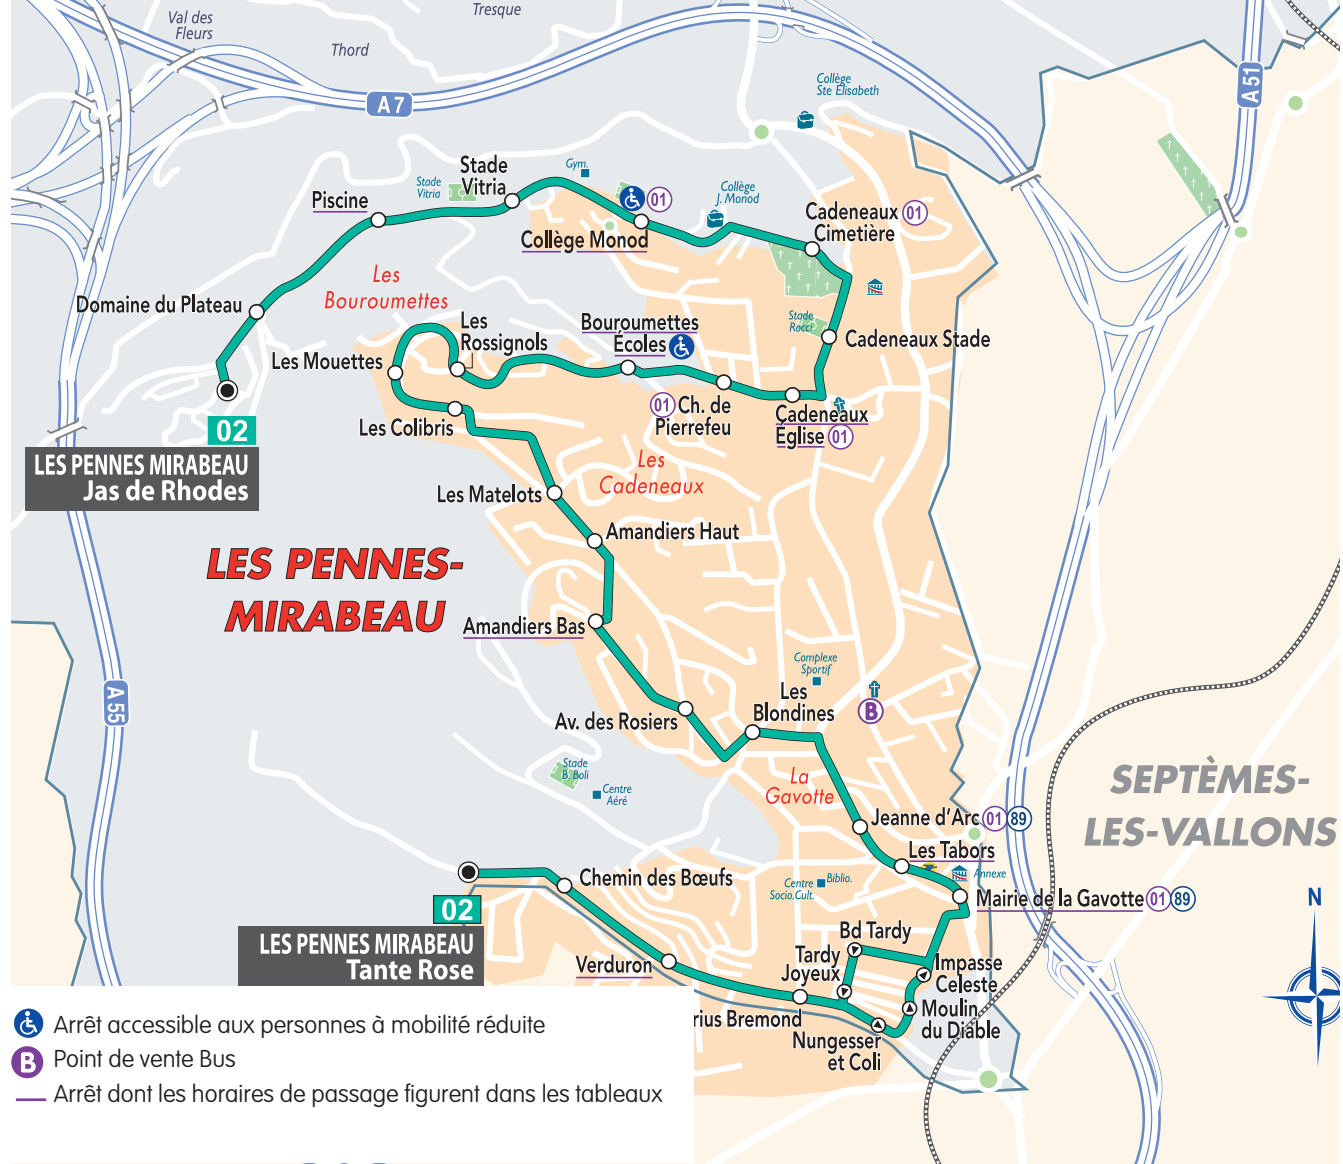 Val des
Fleurs
Tresque
Thord
A 7
A 51
Collège
Ste Elisabeth
Stade
Vitria
Gym.
Stade
Vitria
Piscine
01
Collège
J. Monod
Collège Monod
Cadeneaux 01
Cimetière
Les
Bouroumettes
Domaine du Plateau
Les
Rossignols
Bouroumettes
Écoles
Stade
Rocci
Cadeneaux Stade
Les Mouettes
01 Ch. de
Pierrefeu
Cadeneaux
Église 01
Les Colibris
02
LES PENNES MIRABEAU
Jas de Rhodes
Les
Cadeneaux
Les Matelots
Amandiers Haut
LES PENNES-
MIRABEAU
Amandiers Bas
A 55
Complexe
Sportif
Les
Blondines
B
Av. des Rosiers
Stade
B. Boli
Centre
Aéré
La
Gavotte
SEPTÈMES-
LES-VALLONS
Jeanne d'Arc 01 89
Les Tabors
Annexe
Chemin des Bœufs
Centre
Socio.Cult.
Biblio.
Mairie de la Gavotte 01 89
N
02
LES PENNES MIRABEAU
Tante Rose
Bd Tardy
Tardy
Joyeux
Impasse
Celeste
Verduron
Moulin
du Diable
rius Bremond
Nungesser
et Coli
Arrêt accessible aux personnes à mobilité réduite
B Point de vente Bus
Arrêt dont les horaires de passage figurent dans les tableaux